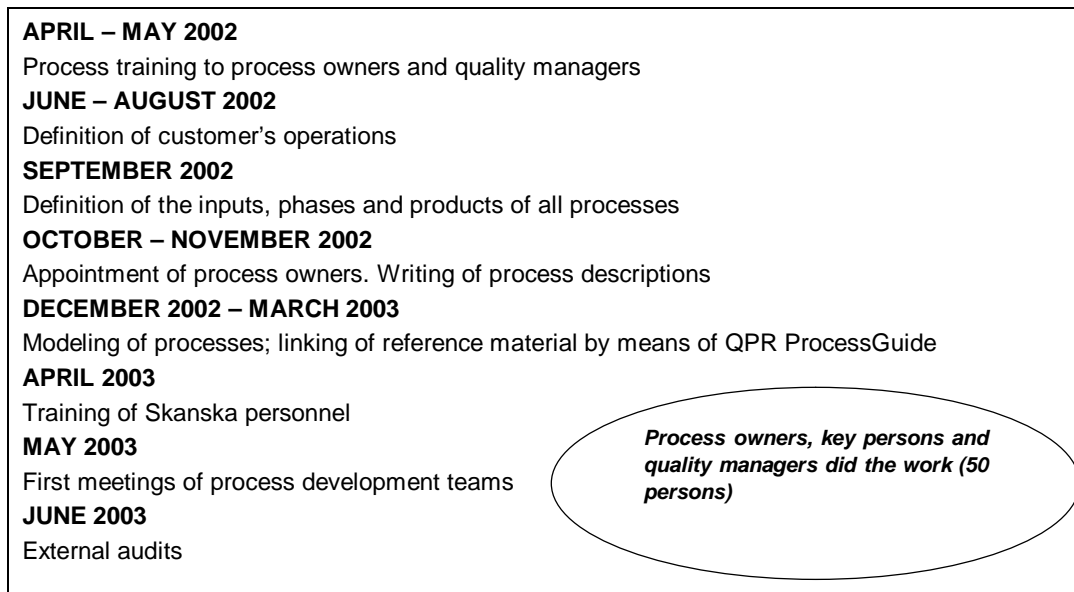 APRIL – MAY 2002
Process training to process owners and quality managers
JUNE – AUGUST 2002
Definition of customer's operations
SEPTEMBER 2002
Definition of the inputs, phases and products of all processes
OCTOBER – NOVEMBER 2002
Appointment of process owners. Writing of process descriptions
DECEMBER 2002 – MARCH 2003
Modeling of processes; linking of reference material by means of QPR ProcessGuide
APRIL 2003
Training of Skanska personnel
MAY 2003
First meetings of process development teams
JUNE 2003
External audits
Process owners, key persons and
quality managers did the work (50
persons)